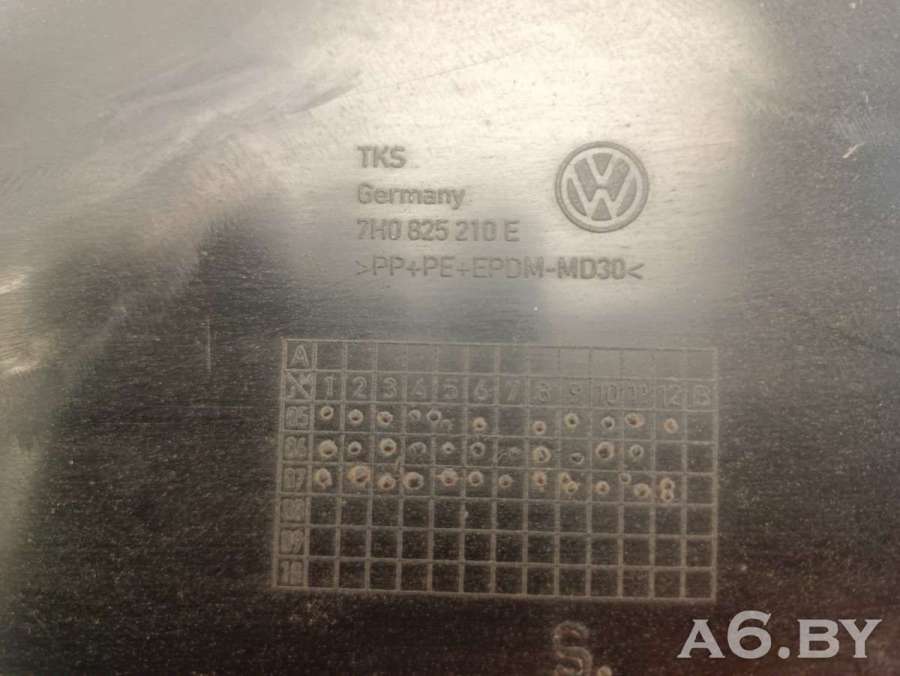 TKS
Germany
7H0 825 210 E
>PP+PE+EPDM-MD30<
A
1 2 3 4 5 6 7 8 9 10 11 12 B
05
06
07
08
09
10
S.
A6.BY